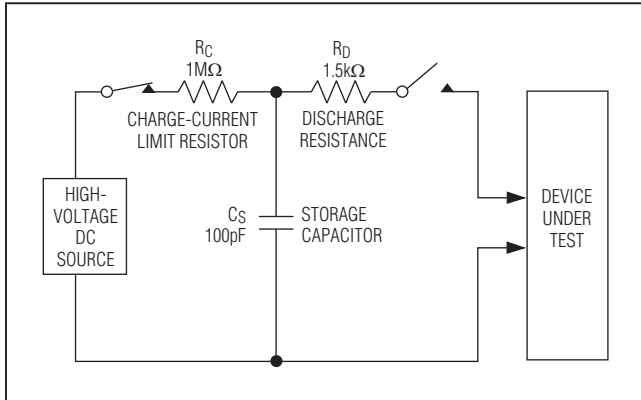 RC
1MΩ
RD
1.5kΩ
CHARGE-CURRENT
LIMIT RESISTOR
DISCHARGE
RESISTANCE
HIGH-
VOLTAGE
DC
SOURCE
CS
100pF
STORAGE
CAPACITOR
DEVICE
UNDER
TEST